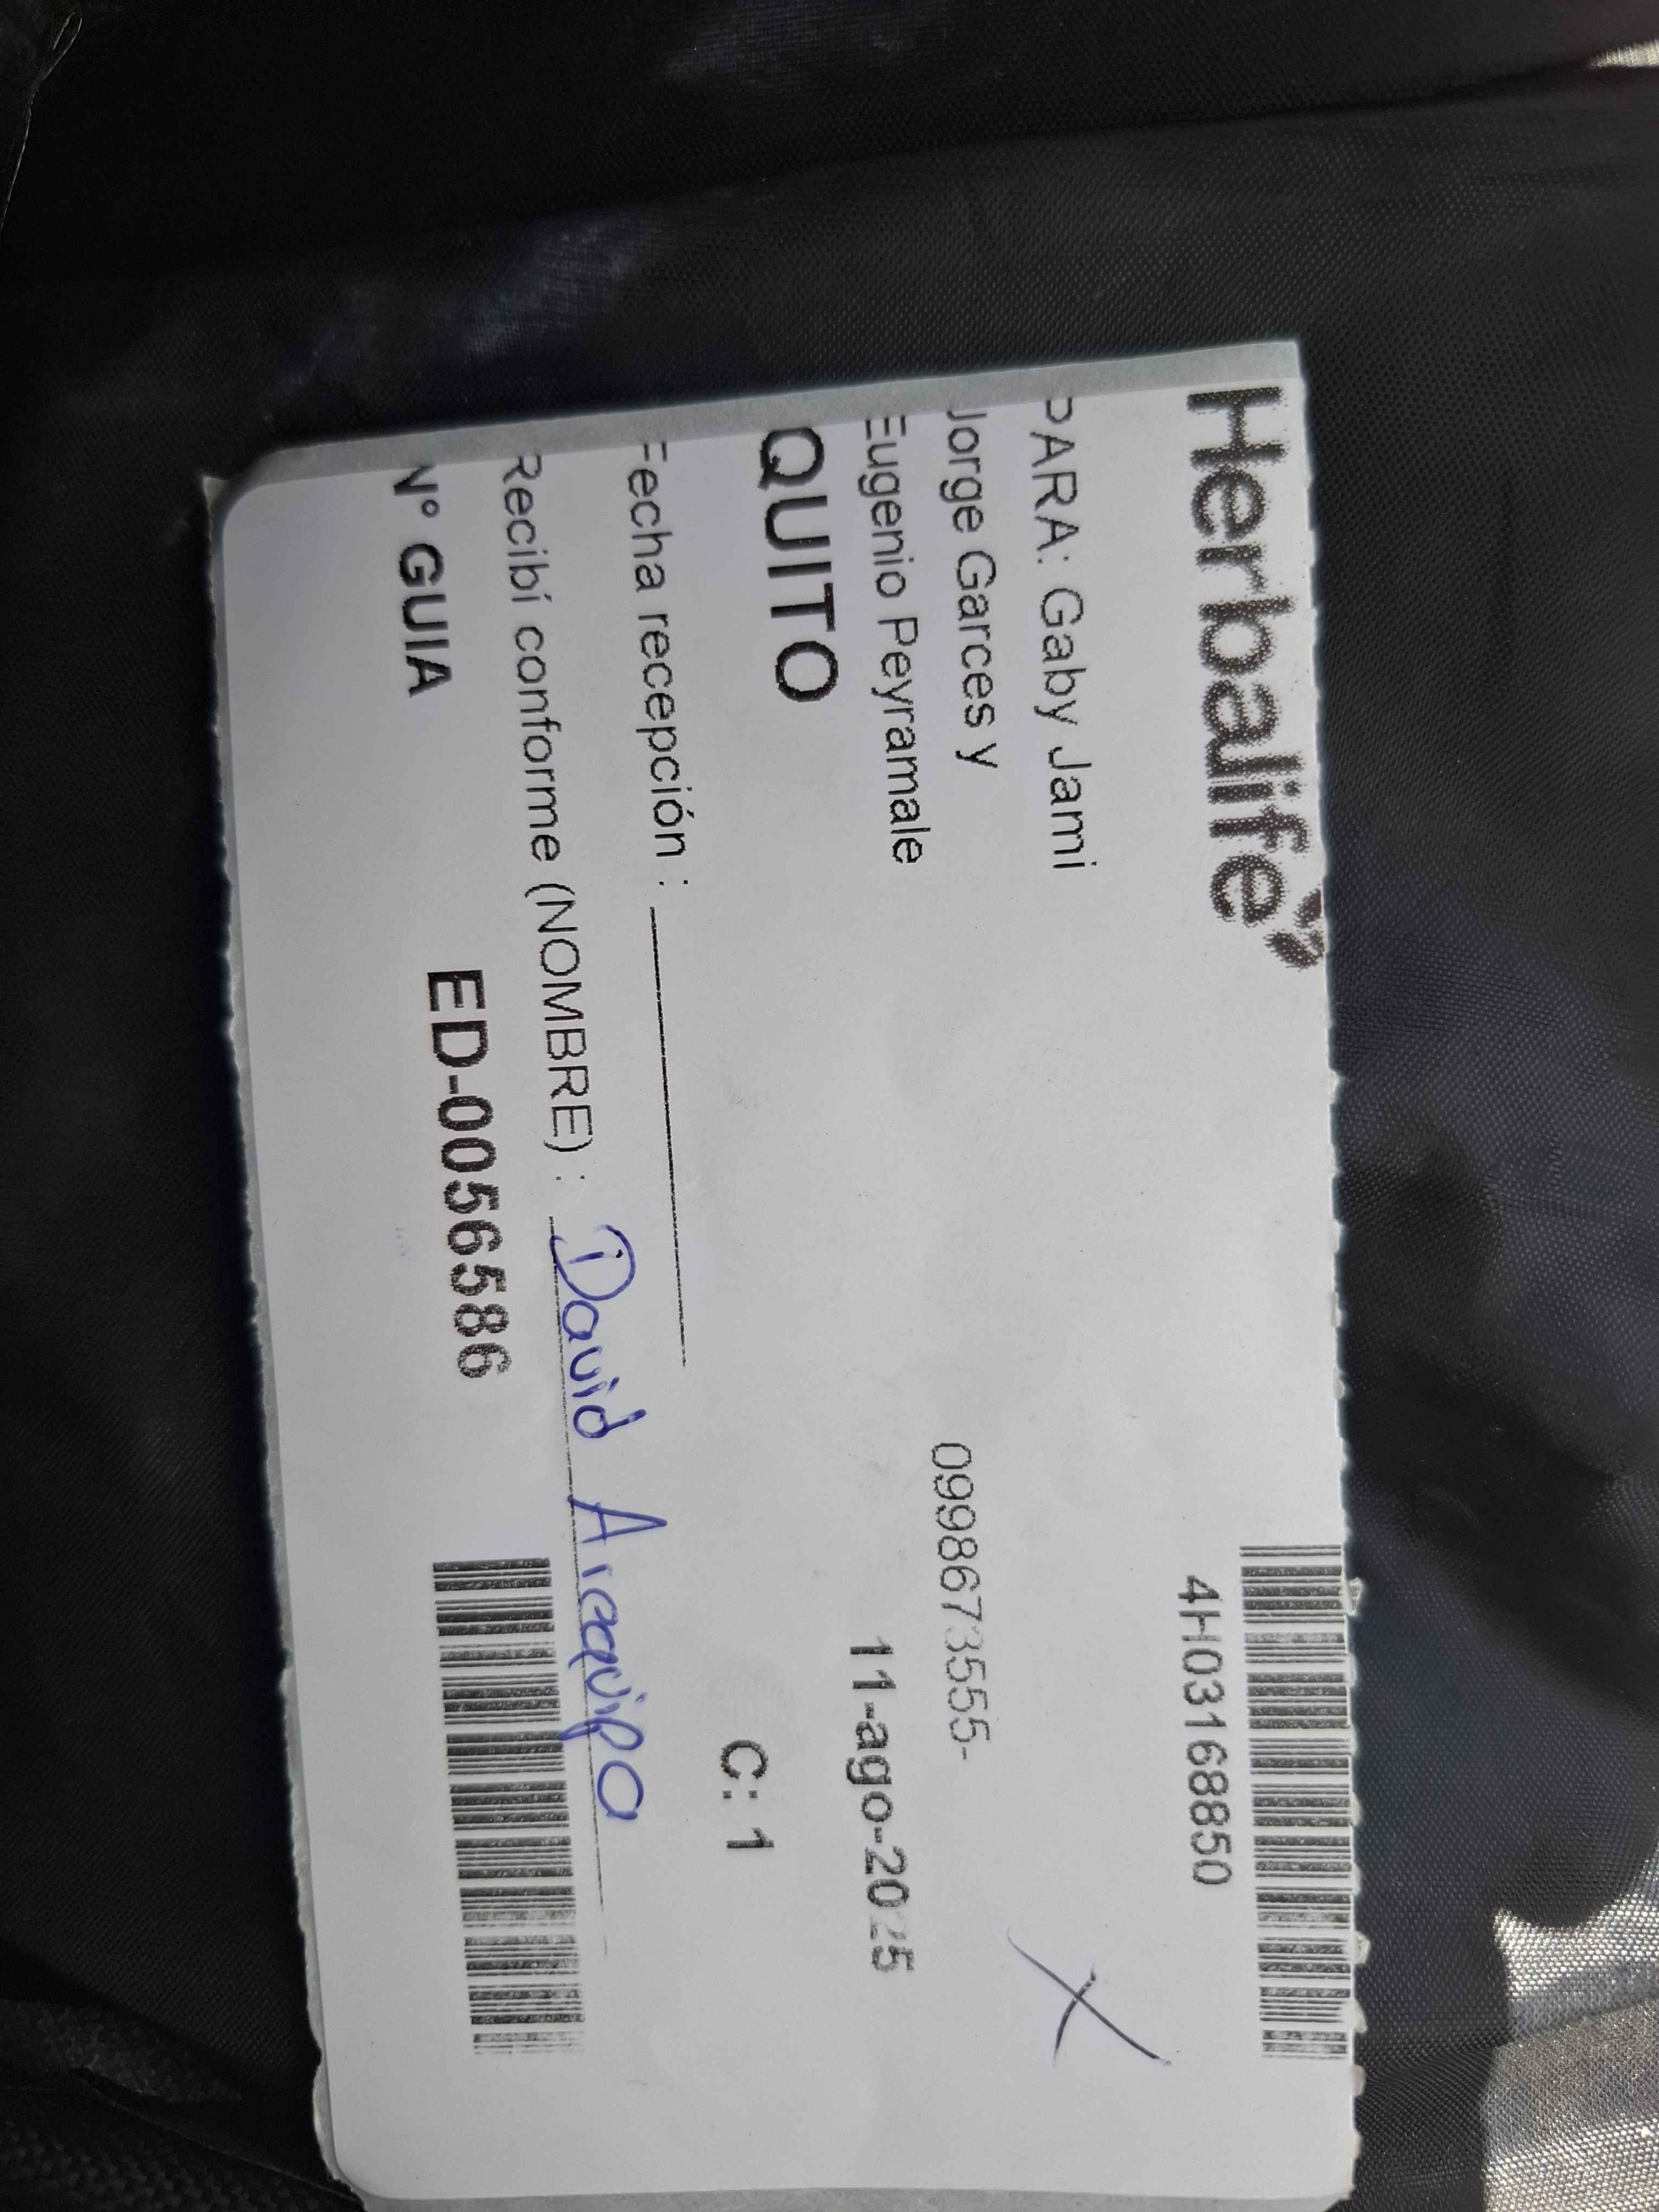 Herbalife
4H03168850
PARA: Gaby Jami
Jorge Garces y
0998673555-
Eugenio Peyramale
11-ago-2025
QUITO
C: 1
Fecha recepción :
Recibí conforme (NOMBRE) : David
N° GUIA ED-0056586